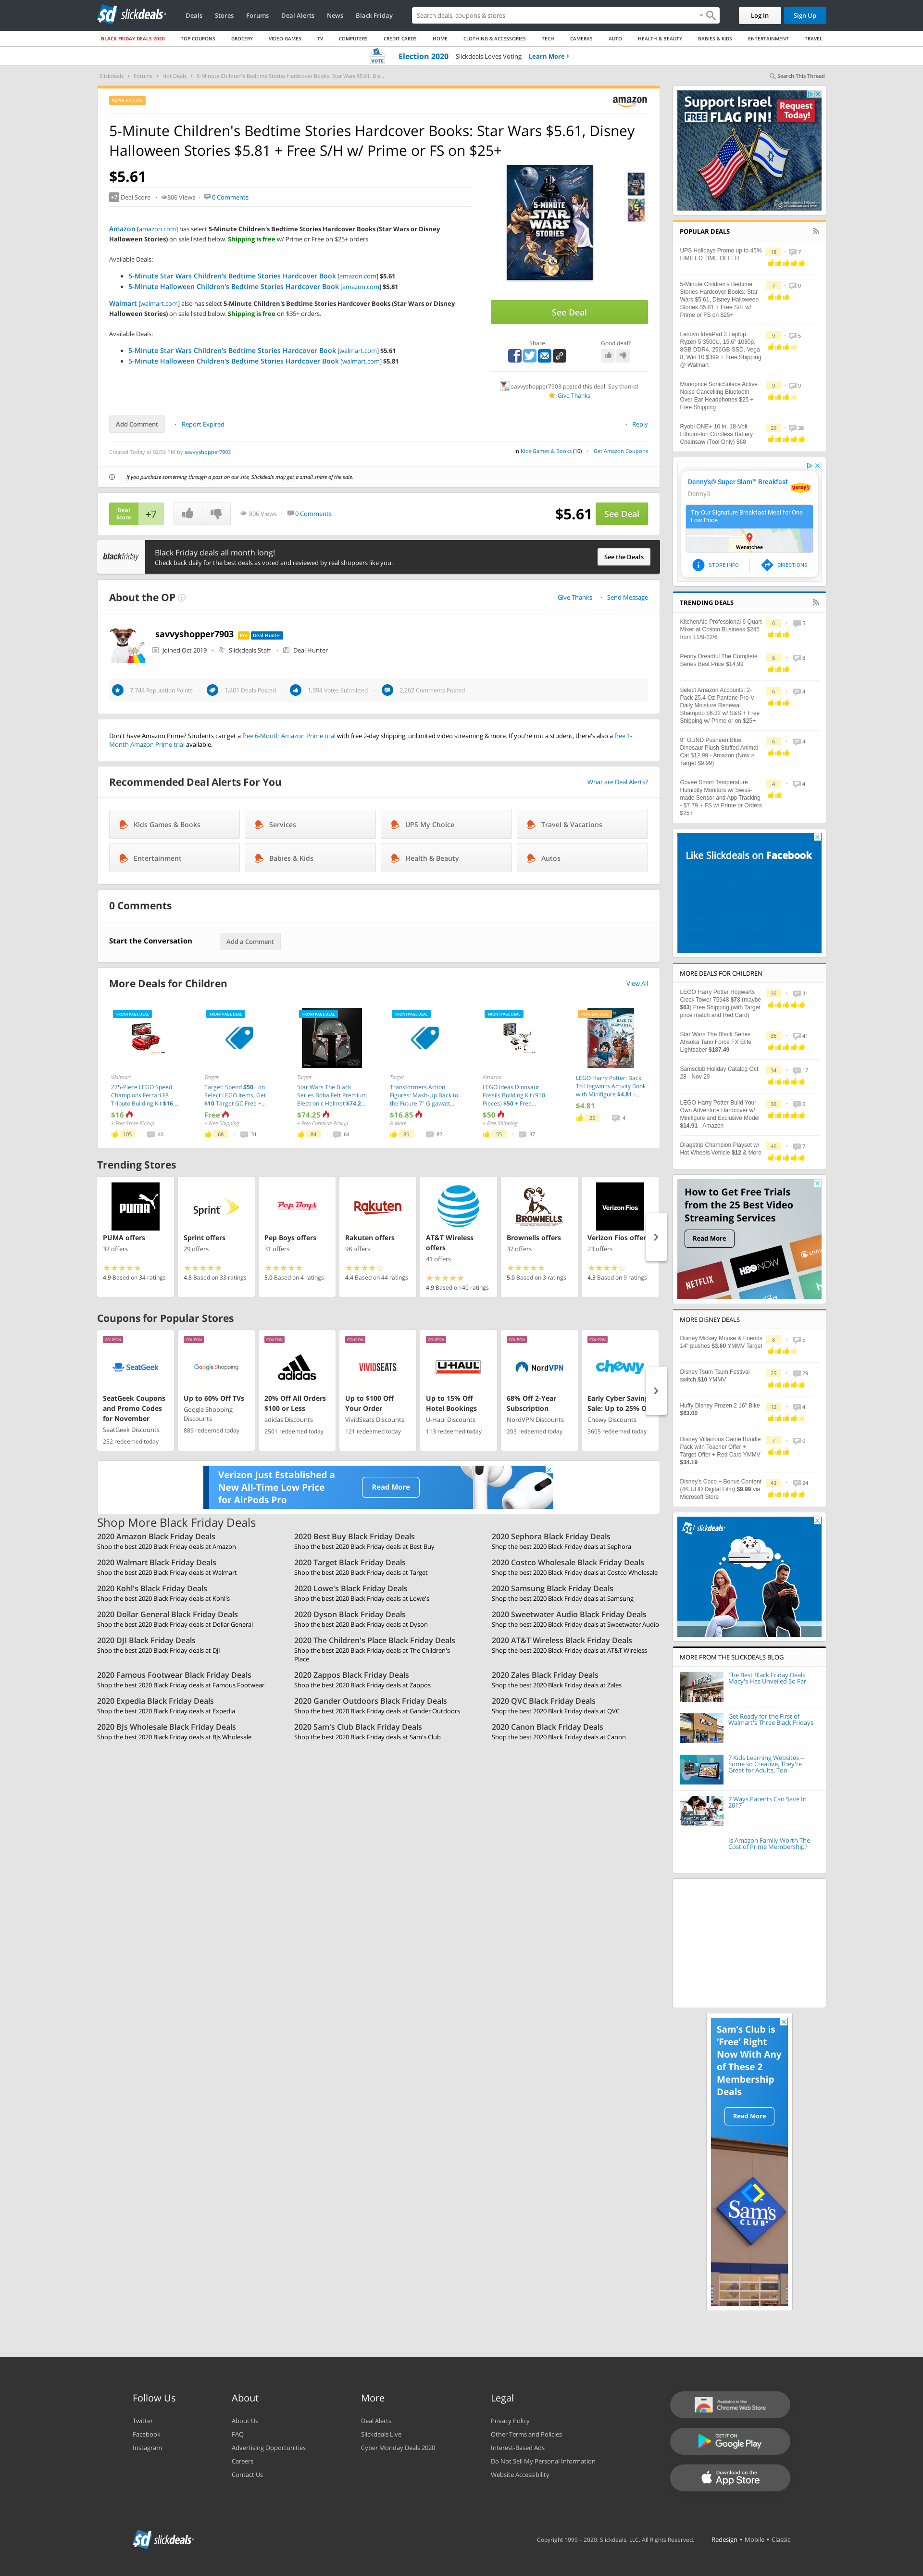 slickdeals
Deals Stores Forums Deal Alerts News Black Friday
Search deals, coupons & stores
Log In Sign Up
BLACK FRIDAY DEALS 2020 TOP COUPONS GROCERY VIDEO GAMES TV COMPUTERS CREDIT CARDS HOME CLOTHING & ACCESSORIES TECH CAMERAS AUTO HEALTH & BEAUTY BABIES & KIDS ENTERTAINMENT TRAVEL
VOTE Election 2020 Slickdeals Loves Voting Learn More
Slickdeals Forums Hot Deals 5-Minute Children's Bedtime Stories Hardcover Books: Star Wars $5.61, Dis...
Search This Thread
POPULAR DEAL
amazon
5-Minute Children's Bedtime Stories Hardcover Books: Star Wars $5.61, Disney
Halloween Stories $5.81 + Free S/H w/ Prime or FS on $25+
$5.61
+7 Deal Score 806 Views 0 Comments
Amazon [amazon.com] has select 5-Minute Children's Bedtime Stories Hardcover Books (Star Wars or Disney
Halloween Stories) on sale listed below. Shipping is free w/ Prime or Free on $25+ orders.
Available Deals:
5-Minute Star Wars Children's Bedtime Stories Hardcover Book [amazon.com] $5.61
5-Minute Halloween Children's Bedtime Stories Hardcover Book [amazon.com] $5.81
Walmart [walmart.com] also has select 5-Minute Children's Bedtime Stories Hardcover Books (Star Wars or Disney
Halloween Stories) on sale listed below. Shipping is free on $35+ orders.
Available Deals:
5-Minute Star Wars Children's Bedtime Stories Hardcover Book [walmart.com] $5.61
5-Minute Halloween Children's Bedtime Stories Hardcover Book [walmart.com] $5.81
5-MINUTE
STAR WARS
STORIES
See Deal
Share Good deal?
savvyshopper7903 posted this deal. Say thanks!
Give Thanks
Add Comment Report Expired Reply
Created Today at 02:53 PM by savvyshopper7903
in Kids Games & Books (10) Get Amazon Coupons
If you purchase something through a post on our site, Slickdeals may get a small share of the sale.
Deal
Score
+7
806 Views 0 Comments
$5.61 See Deal
blackfriday
Black Friday deals all month long!
Check back daily for the best deals as voted and reviewed by real shoppers like you.
See the Deals
About the OP
Give Thanks Send Message
savvyshopper7903 Pro Deal Hunter
Joined Oct 2019 Slickdeals Staff Deal Hunter
7,744 Reputation Points 1,401 Deals Posted 1,394 Votes Submitted 2,262 Comments Posted
Don't have Amazon Prime? Students can get a free 6-Month Amazon Prime trial with free 2-day shipping, unlimited video streaming & more. If you're not a student, there's also a free 1-
Month Amazon Prime trial available.
Recommended Deal Alerts For You
What are Deal Alerts?
Kids Games & Books Services UPS My Choice Travel & Vacations
Entertainment Babies & Kids Health & Beauty Autos
0 Comments
Start the Conversation Add a Comment
More Deals for Children
View All
FRONTPAGE DEAL
Walmart
275-Piece LEGO Speed
Champions Ferrari F8
Tributo Building Kit $16 ...
$16
+ Free Store Pickup
105 40
FRONTPAGE DEAL
Target
Target: Spend $50+ on
Select LEGO Items, Get
$10 Target GC Free +...
Free
+ Free Shipping
68 31
FRONTPAGE DEAL
Target
Star Wars The Black
Series Boba Fett Premium
Electronic Helmet $74.2...
$74.25
+ Free Curbside Pickup
84 64
FRONTPAGE DEAL
Target
Transformers Action
Figures: Mash-Up Back to
the Future 7" Gigawatt...
$16.85
& More
85 82
FRONTPAGE DEAL
Amazon
LEGO Ideas Dinosaur
Fossils Building Kit (910
Pieces) $50 + Free...
$50
+ Free Shipping
55 37
POPULAR DEAL
LEGO Harry Potter: Back
To Hogwarts Activity Book
with Minifigure $4.81 -...
$4.81
25 4
Trending Stores
PUMA
PUMA offers
37 offers
4.9 Based on 34 ratings
Sprint
Sprint offers
29 offers
4.8 Based on 33 ratings
Pep Boys
Pep Boys offers
31 offers
5.0 Based on 4 ratings
Rakuten
Rakuten offers
98 offers
4.4 Based on 44 ratings
AT&T Wireless
offers
41 offers
4.9 Based on 40 ratings
BROWNELLS
Brownells offers
37 offers
5.0 Based on 3 ratings
Verizon Fios
Verizon Fios offer
23 offers
4.3 Based on 9 ratings
Coupons for Popular Stores
COUPON
SeatGeek
SeatGeek Coupons
and Promo Codes
for November
SeatGeek Discounts
252 redeemed today
COUPON
Google Shopping
Up to 60% Off TVs
Google Shopping
Discounts
889 redeemed today
COUPON
adidas
20% Off All Orders
$100 or Less
adidas Discounts
2501 redeemed today
COUPON
VIVIDSEATS
Up to $100 Off
Your Order
VividSeats Discounts
121 redeemed today
COUPON
U-HAUL
Up to 15% Off
Hotel Bookings
U-Haul Discounts
113 redeemed today
COUPON
NordVPN
68% Off 2-Year
Subscription
NordVPN Discounts
203 redeemed today
COUPON
chewy
Early Cyber Saving
Sale: Up to 25% O
Chewy Discounts
3605 redeemed today
Verizon Just Established a
New All-Time Low Price
for AirPods Pro
Read More
Shop More Black Friday Deals
2020 Amazon Black Friday Deals
Shop the best 2020 Black Friday deals at Amazon
2020 Best Buy Black Friday Deals
Shop the best 2020 Black Friday deals at Best Buy
2020 Sephora Black Friday Deals
Shop the best 2020 Black Friday deals at Sephora
2020 Walmart Black Friday Deals
Shop the best 2020 Black Friday deals at Walmart
2020 Target Black Friday Deals
Shop the best 2020 Black Friday deals at Target
2020 Costco Wholesale Black Friday Deals
Shop the best 2020 Black Friday deals at Costco Wholesale
2020 Kohl's Black Friday Deals
Shop the best 2020 Black Friday deals at Kohl's
2020 Lowe's Black Friday Deals
Shop the best 2020 Black Friday deals at Lowe's
2020 Samsung Black Friday Deals
Shop the best 2020 Black Friday deals at Samsung
2020 Dollar General Black Friday Deals
Shop the best 2020 Black Friday deals at Dollar General
2020 Dyson Black Friday Deals
Shop the best 2020 Black Friday deals at Dyson
2020 Sweetwater Audio Black Friday Deals
Shop the best 2020 Black Friday deals at Sweetwater Audio
2020 DJI Black Friday Deals
Shop the best 2020 Black Friday deals at DJI
2020 The Children's Place Black Friday Deals
Shop the best 2020 Black Friday deals at The Children's
Place
2020 AT&T Wireless Black Friday Deals
Shop the best 2020 Black Friday deals at AT&T Wireless
2020 Famous Footwear Black Friday Deals
Shop the best 2020 Black Friday deals at Famous Footwear
2020 Zappos Black Friday Deals
Shop the best 2020 Black Friday deals at Zappos
2020 Zales Black Friday Deals
Shop the best 2020 Black Friday deals at Zales
2020 Expedia Black Friday Deals
Shop the best 2020 Black Friday deals at Expedia
2020 Gander Outdoors Black Friday Deals
Shop the best 2020 Black Friday deals at Gander Outdoors
2020 QVC Black Friday Deals
Shop the best 2020 Black Friday deals at QVC
2020 BJs Wholesale Black Friday Deals
Shop the best 2020 Black Friday deals at BJs Wholesale
2020 Sam's Club Black Friday Deals
Shop the best 2020 Black Friday deals at Sam's Club
2020 Canon Black Friday Deals
Shop the best 2020 Black Friday deals at Canon
Support Israel
FREE FLAG PIN! Request
Today!
POPULAR DEALS
UPS Holidays Promo up to 45%
LIMITED TIME OFFER
18 7
5-Minute Children's Bedtime
Stories Hardcover Books: Star
Wars $5.61, Disney Halloween
Stories $5.81 + Free S/H w/
Prime or FS on $25+
7 0
Lenovo IdeaPad 3 Laptop:
Ryzen 5 3500U, 15.6" 1080p,
8GB DDR4, 256GB SSD, Vega
8, Win 10 $399 + Free Shipping
@ Walmart
9 5
Monoprice SonicSolace Active
Noise Cancelling Bluetooth
Over Ear Headphones $25 +
Free Shipping
9 9
Ryobi ONE+ 10 in. 18-Volt
Lithium-Ion Cordless Battery
Chainsaw (Tool Only) $68
29 38
Denny's® Super Slam™ Breakfast
Denny's
Denny's
Try Our Signature Breakfast Meal for One
Low Price
Wenatchee
STORE INFO DIRECTIONS
TRENDING DEALS
KitchenAid Professional 6 Quart
Mixer at Costco Business $245
from 11/9-12/6
6 5
Penny Dreadful The Complete
Series Best Price $14.99
6 8
Select Amazon Accounts: 2-
Pack 25.4-Oz Pantene Pro-V
Daily Moisture Renewal
Shampoo $6.32 w/ S&S + Free
Shipping w/ Prime or on $25+
6 4
9" GUND Pusheen Blue
Dinosaur Plush Stuffed Animal
Cat $12.99 - Amazon (Now >
Target $9.99)
6 4
Govee Smart Temperature
Humidity Monitors w/ Swiss-
made Sensor and App Tracking
- $7.79 + FS w/ Prime or Orders
$25+
4 4
Like Slickdeals on Facebook
MORE DEALS FOR CHILDREN
LEGO Harry Potter Hogwarts
Clock Tower 75948 $73 (maybe
$63) Free Shipping (with Target
price match and Red Card)
35 31
Star Wars The Black Series
Ahsoka Tano Force FX Elite
Lightsaber $187.49
36 41
Samsclub Holiday Catalog Oct
28 - Nov 29
34 17
LEGO Harry Potter Build Your
Own Adventure Hardcover w/
Minifigure and Exclusive Model
$14.91 - Amazon
36 6
Dragstrip Champion Playset w/
Hot Wheels Vehicle $12 & More
46 7
How to Get Free Trials
from the 25 Best Video
Streaming Services
Read More
NETFLIX
HBO NOW
MORE DISNEY DEALS
Disney Mickey Mouse & Friends
14" plushes $3.60 YMMV Target
8 5
Disney Tsum Tsum Festival
switch $10 YMMV
25 29
Huffy Disney Frozen 2 16" Bike
$63.00
12 4
Disney Villainous Game Bundle
Pack with Teacher Offer +
Target Offer + Red Card YMMV
$34.19
7 0
Disney's Coco + Bonus Content
(4K UHD Digital Film) $9.99 via
Microsoft Store
43 24
slickdeals
MORE FROM THE SLICKDEALS BLOG
The Best Black Friday Deals
Macy's Has Unveiled So Far
Get Ready for the First of
Walmart's Three Black Fridays
7 Kids Learning Websites --
Some so Creative, They're
Great for Adults, Too
7 Ways Parents Can Save In
2017
Is Amazon Family Worth The
Cost of Prime Membership?
Sam's Club is
'Free' Right
Now With Any
of These 2
Membership
Deals
Read More
Sam's
CLUB
Follow Us
Twitter
Facebook
Instagram
About
About Us
FAQ
Advertising Opportunities
Careers
Contact Us
More
Deal Alerts
Slickdeals Live
Cyber Monday Deals 2020
Legal
Privacy Policy
Other Terms and Policies
Interest-Based Ads
Do Not Sell My Personal Information
Website Accessibility
Available in the
Chrome Web Store
GET IT ON
Google Play
Download on the
App Store
slickdeals
Copyright 1999 – 2020. Slickdeals, LLC. All Rights Reserved. Redesign • Mobile • Classic